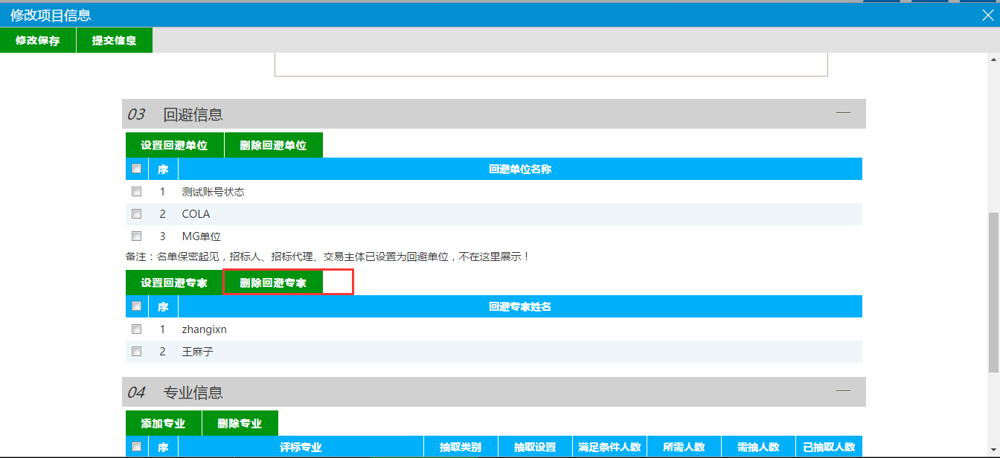 修改项目信息
修改保存 提交信息
03 回避信息
设置回避单位 删除回避单位
序 回避单位名称
1 测试账号状态
2 COLA
3 MG单位
备注：名单保密起见，招标人、招标代理、交易主体已设置为回避单位，不在这里展示！
设置回避专家 删除回避专家
序 回避专家姓名
1 zhangixn
2 王麻子
04 专业信息
添加专业 删除专业
序 评标专业 抽取类别 抽取设置 满足条件人数 所需人数 需抽人数 已抽取人数